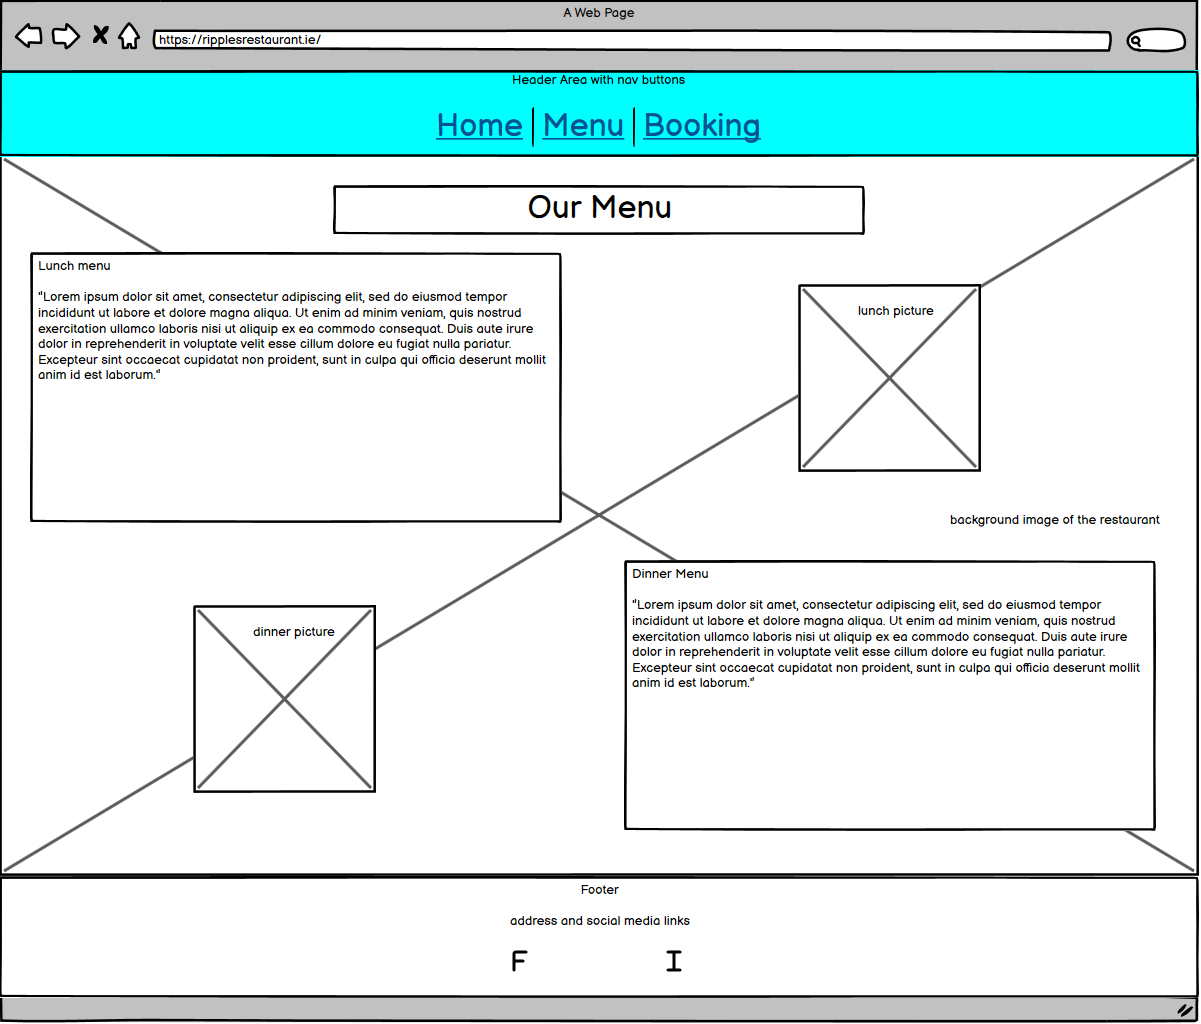 A Web Page
https://ripplesrestaurant.ie/
Header Area with nav buttons
Home Menu Booking
Our Menu
Lunch menu
"Lorem ipsum dolor sit amet, consectetur adipiscing elit, sed do eiusmod tempor
incididunt ut labore et dolore magna aliqua. Ut enim ad minim veniam, quis nostrud
exercitation ullamco laboris nisi ut aliquip ex ea commodo consequat. Duis aute irure
dolor in reprehenderit in voluptate velit esse cillum dolore eu fugiat nulla pariatur.
Excepteur sint occaecat cupidatat non proident, sunt in culpa qui officia deserunt mollit
anim id est laborum."
lunch picture
background image of the restaurant
dinner picture
Dinner Menu
"Lorem ipsum dolor sit amet, consectetur adipiscing elit, sed do eiusmod tempor
incididunt ut labore et dolore magna aliqua. Ut enim ad minim veniam, quis nostrud
exercitation ullamco laboris nisi ut aliquip ex ea commodo consequat. Duis aute irure
dolor in reprehenderit in voluptate velit esse cillum dolore eu fugiat nulla pariatur.
Excepteur sint occaecat cupidatat non proident, sunt in culpa qui officia deserunt mollit
anim id est laborum."
Footer
address and social media links
F I